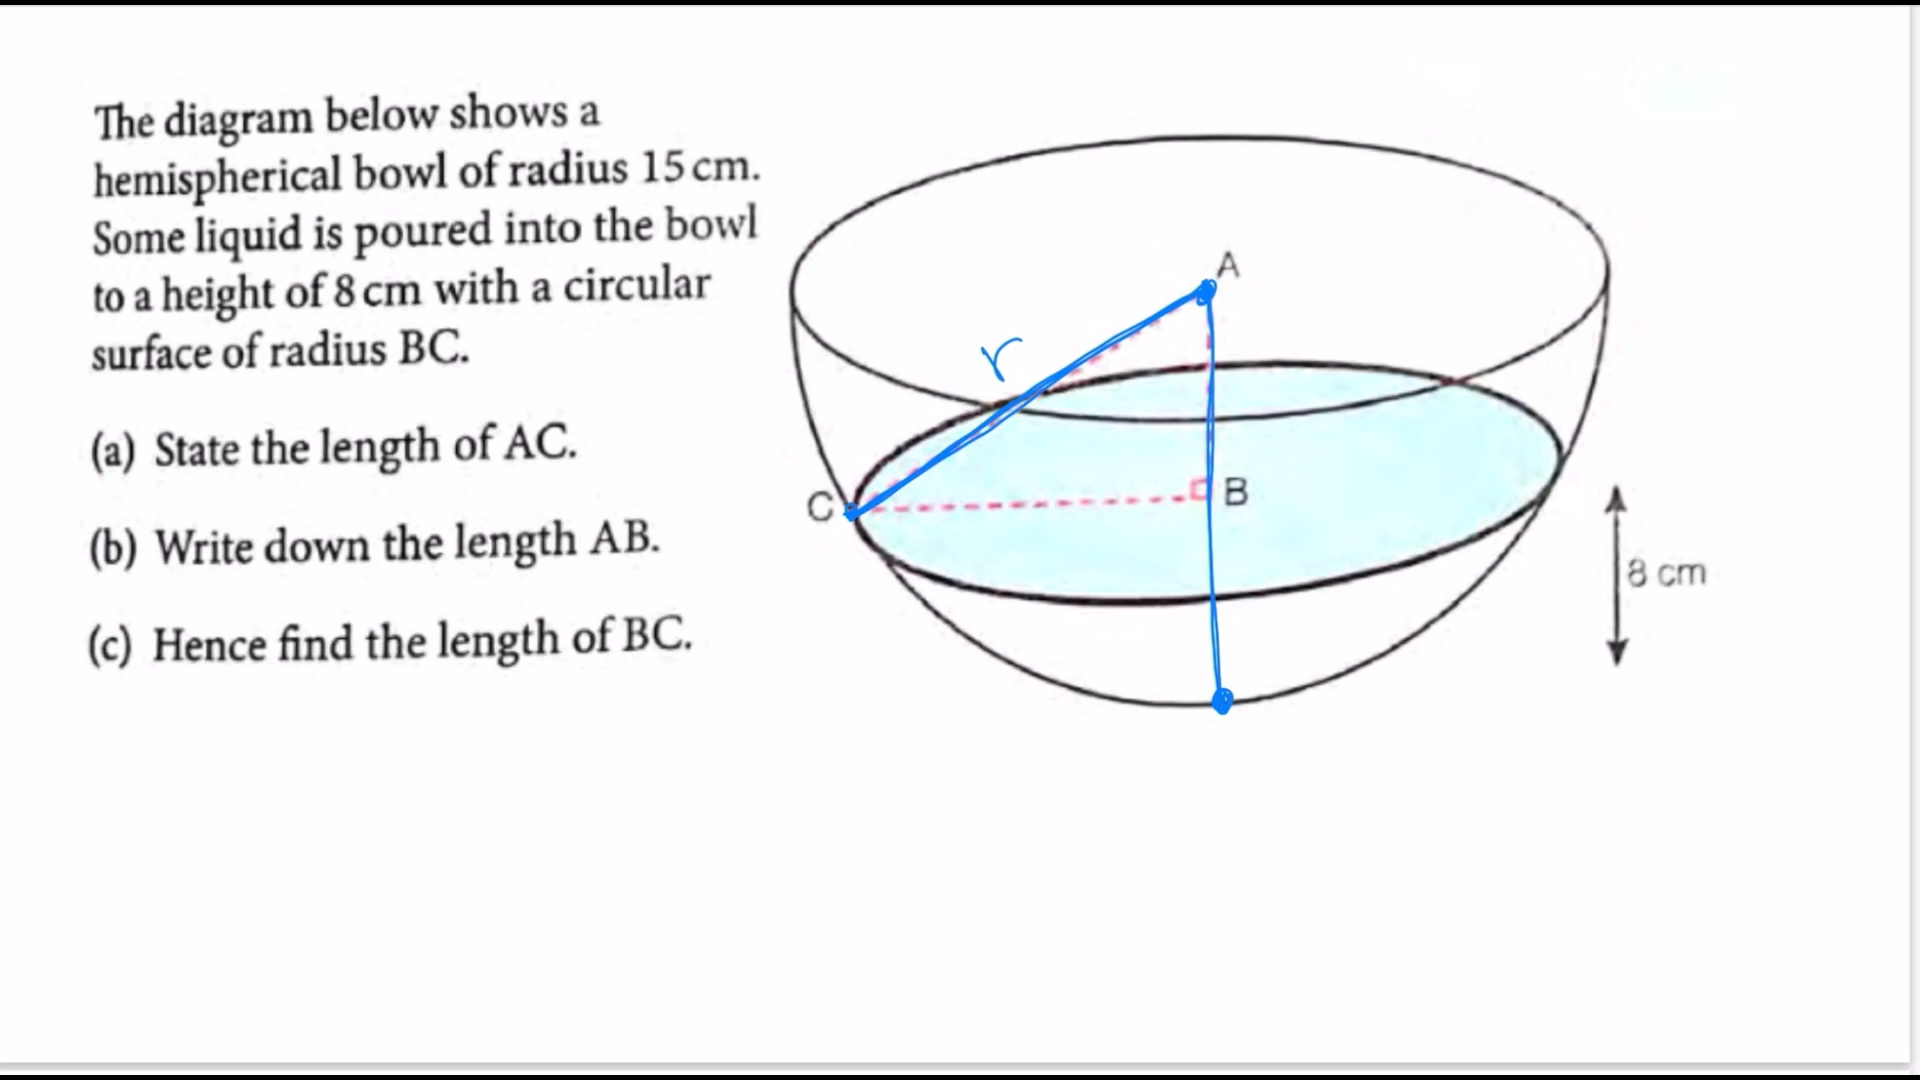 The diagram below shows a
hemispherical bowl of radius 15 cm.
Some liquid is poured into the bowl
to a height of 8 cm with a circular
surface of radius BC.
(a) State the length of AC.
(b) Write down the length AB.
(c) Hence find the length of BC.
A
r
C
B
8 cm